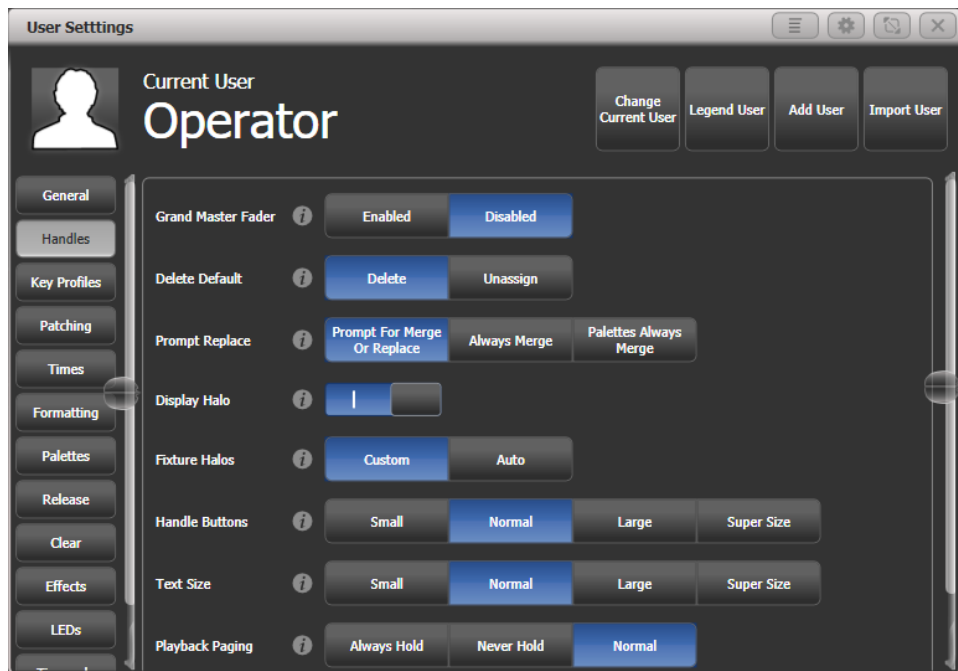 User Setttings
Current User
Operator
Change
Current User
Legend User
Add User
Import User
General
Handles
Key Profiles
Patching
Times
Formatting
Palettes
Release
Clear
Effects
LEDs
Grand Master Fader
Enabled
Disabled
Delete Default
Delete
Unassign
Prompt Replace
Prompt For Merge
Or Replace
Always Merge
Palettes Always
Merge
Display Halo
Fixture Halos
Custom
Auto
Handle Buttons
Small
Normal
Large
Super Size
Text Size
Small
Normal
Large
Super Size
Playback Paging
Always Hold
Never Hold
Normal